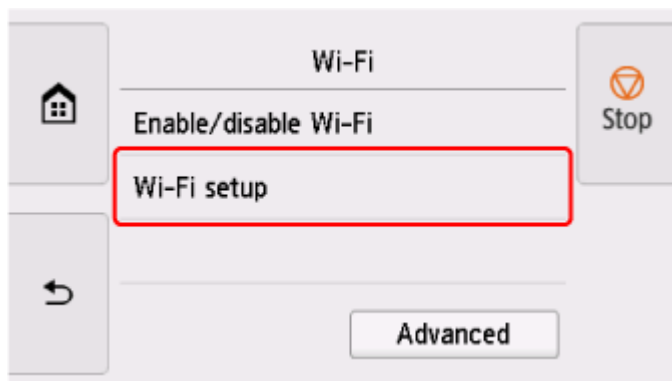 Wi-Fi
Stop
Enable/disable Wi-Fi
Wi-Fi setup
Advanced